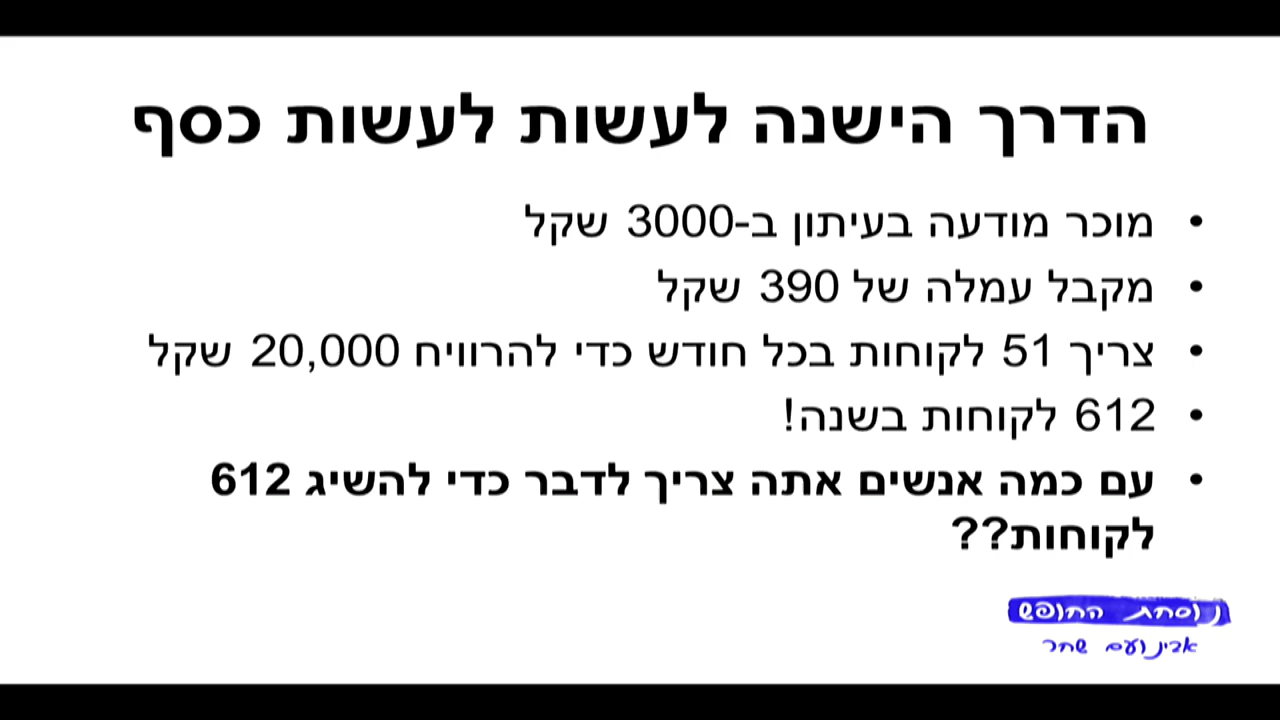 הדרך הישנה לעשות לעשות כסף
• מוכר מודעה בעיתון ב-3000 שקל
• מקבל עמלה של 390 שקל
• צריך 51 לקוחות בכל חודש כדי להרוויח 20,000 שקל
• 612 לקוחות בשנה!
• עם כמה אנשים אתה צריך לדבר כדי להשיג 612
לקוחות??
נוסחת החופש
אבינועם שחר